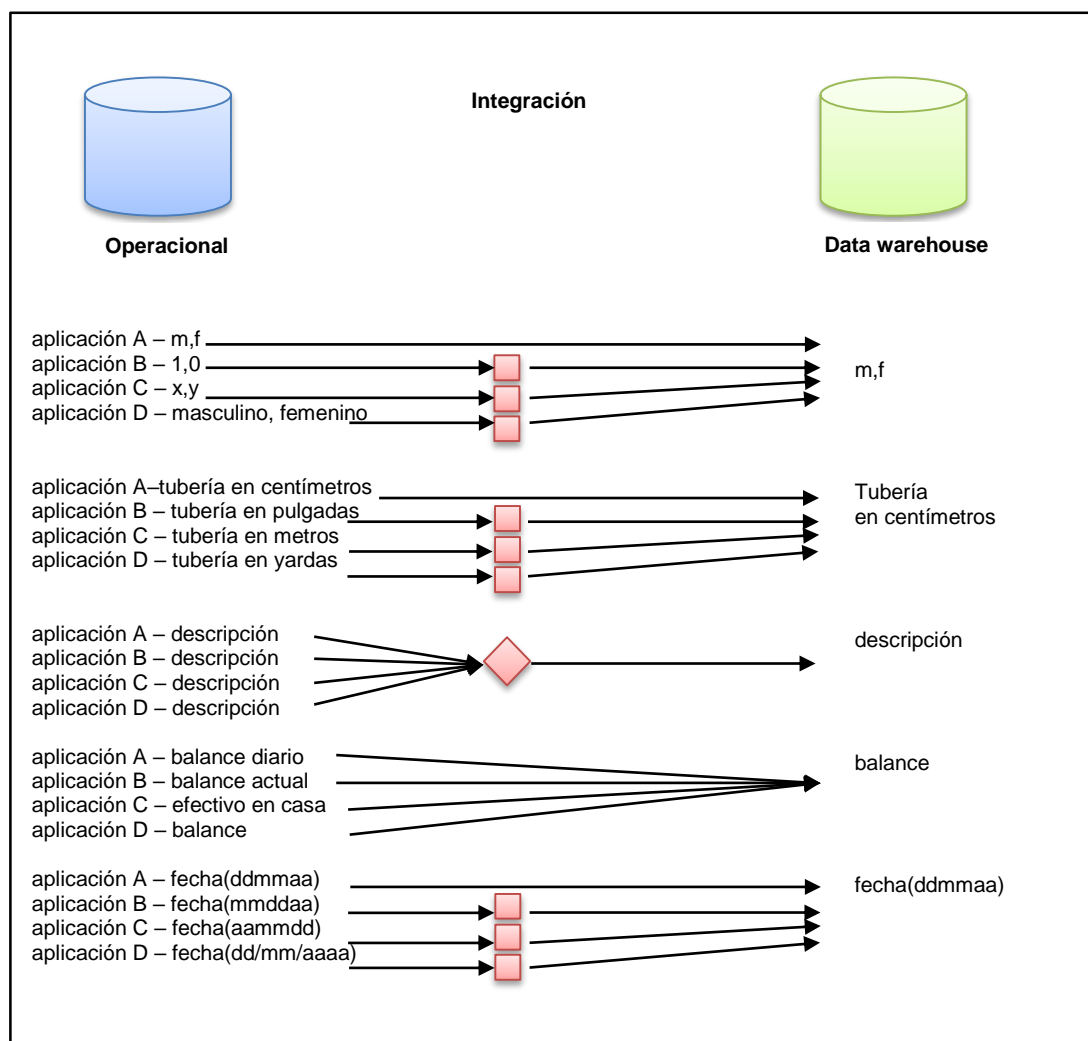 Integración
Operacional
Data warehouse
aplicación A – m,f
aplicación B – 1,0
aplicación C – x,y
aplicación D – masculino, femenino
m,f
aplicación A–tubería en centímetros
aplicación B – tubería en pulgadas
aplicación C – tubería en metros
aplicación D – tubería en yardas
Tubería
en centímetros
aplicación A – descripción
aplicación B – descripción
aplicación C – descripción
aplicación D – descripción
descripción
aplicación A – balance diario
aplicación B – balance actual
aplicación C – efectivo en casa
aplicación D – balance
balance
aplicación A – fecha(ddmmaa)
aplicación B – fecha(mmddaa)
aplicación C – fecha(aammdd)
aplicación D – fecha(dd/mm/aaaa)
fecha(ddmmaa)